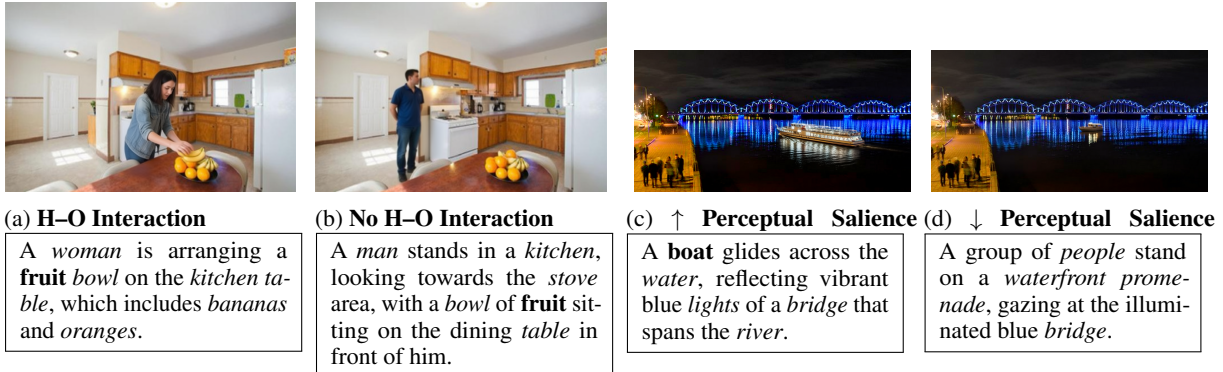 (a) H–O Interaction
A woman is arranging a
fruit bowl on the kitchen ta-
ble, which includes bananas
and oranges.
(b) No H–O Interaction
A man stands in a kitchen,
looking towards the stove
area, with a bowl of fruit sit-
ting on the dining table in
front of him.
(c) ↑ Perceptual Salience
A boat glides across the
water, reflecting vibrant
blue lights of a bridge that
spans the river.
(d) ↓ Perceptual Salience
A group of people stand
on a waterfront prome-
nade, gazing at the illumi-
nated blue bridge.